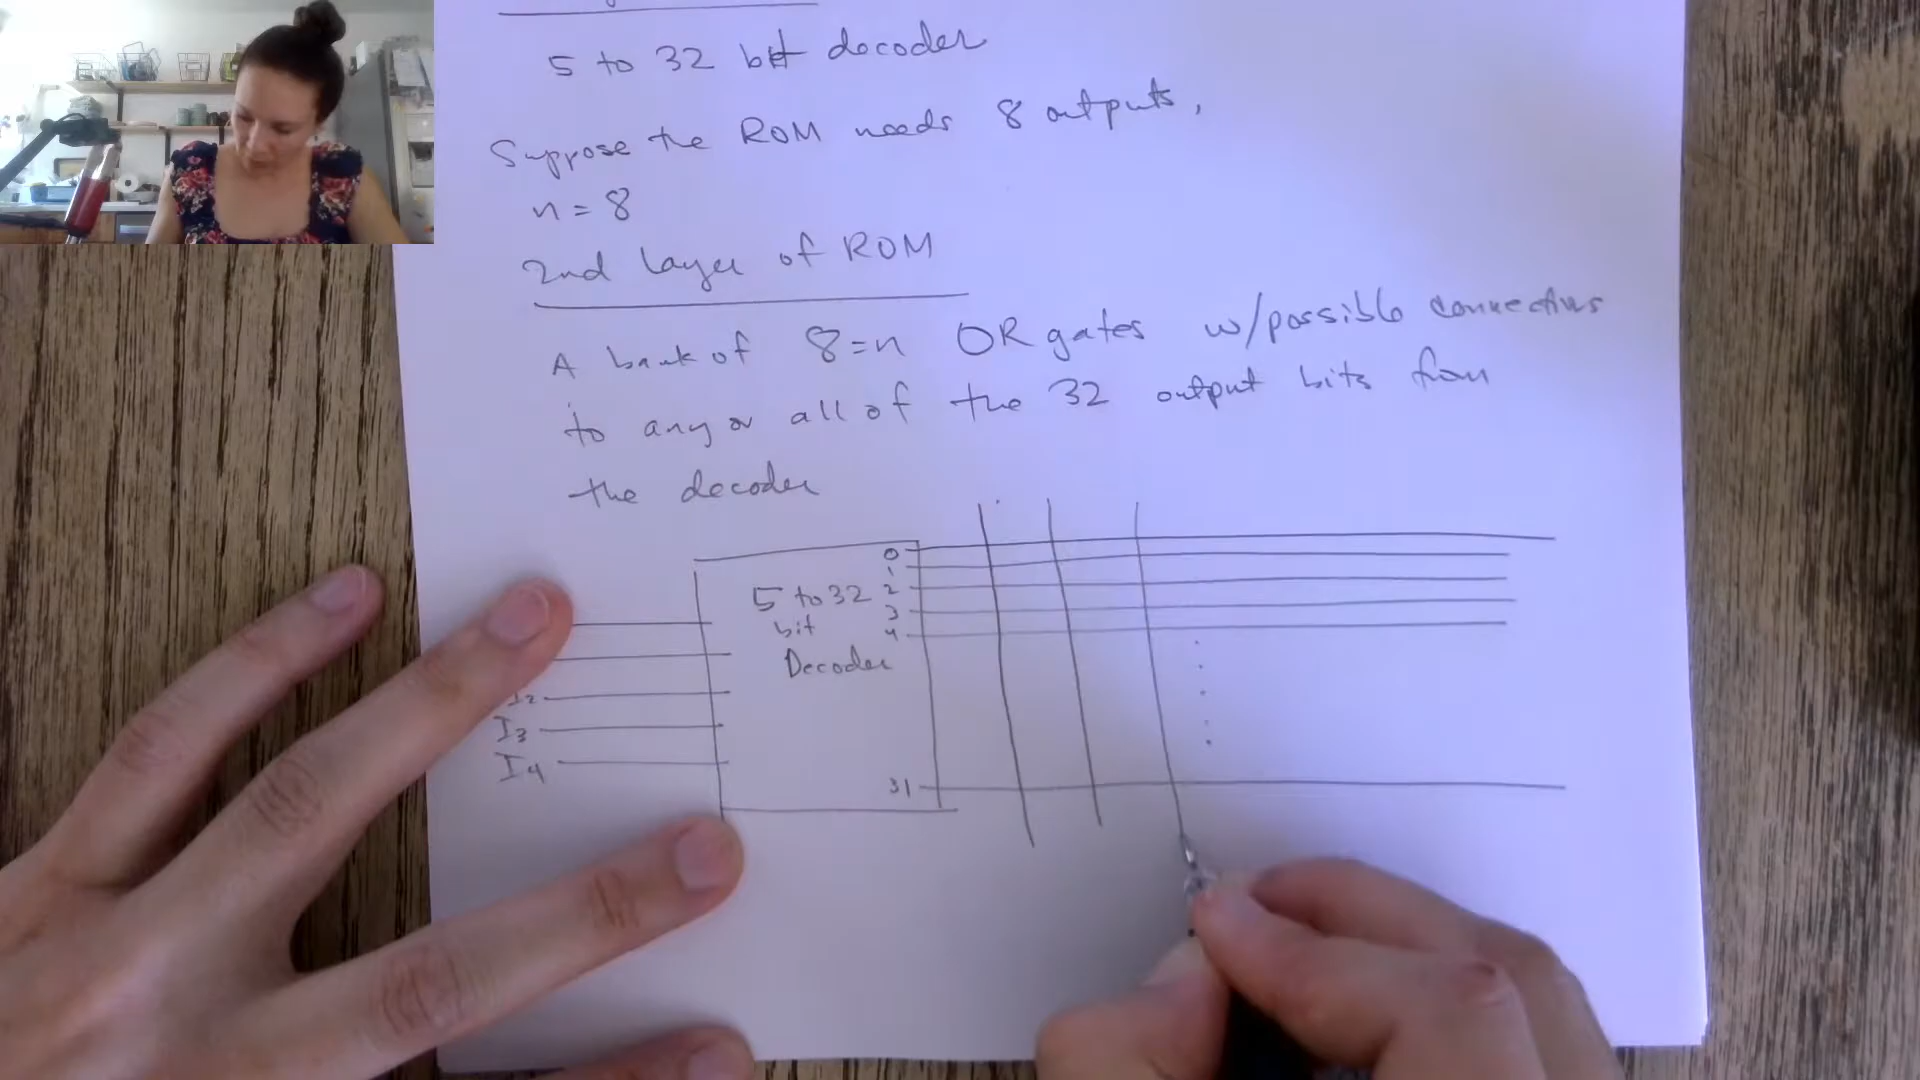 5 to 32 bit decoder
Suppose the ROM needs 8 outputs,
n = 8
2nd layer of ROM
A bank of 8=n OR gates w/possible connections
to any or all of the 32 output bits from
the decoder
0
1
5 to 32 2
bit 3
4
Decoder
I2
I3
I4
31